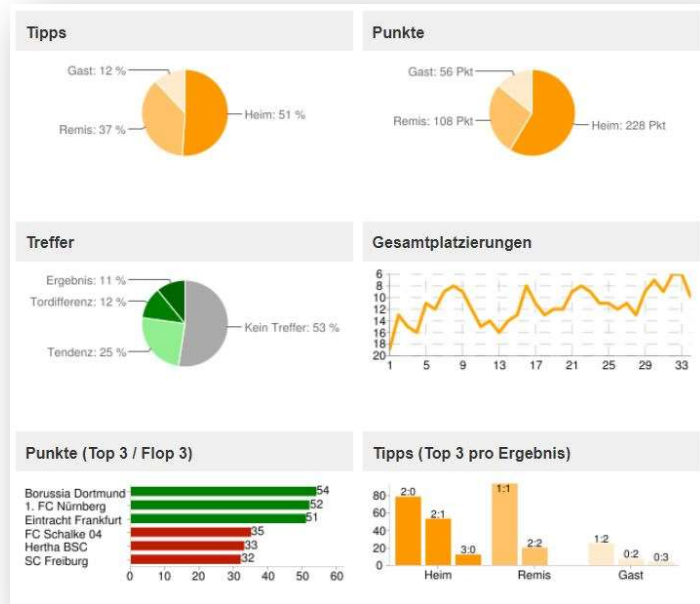 Tipps
Gast: 12 %
Remis: 37 %
Heim: 51 %
Punkte
Gast: 56 Pkt
Remis: 108 Pkt
Heim: 228 Pkt
Treffer
Ergebnis: 11 %
Tordifferenz: 12 %
Tendenz: 25 %
Kein Treffer: 53 %
Gesamtplatzierungen
6
8
10
12
14
16
18
20
1 5 9 13 17 21 25 29 33
Punkte (Top 3 / Flop 3)
Borussia Dortmund 54
1. FC Nürnberg 52
Eintracht Frankfurt 51
FC Schalke 04 35
Hertha BSC 33
SC Freiburg 32
0 10 20 30 40 50 60
Tipps (Top 3 pro Ergebnis)
80
60
40
20
0
2:0 2:1 3:0 1:1 2:2 1:2 0:2 0:3
Heim Remis Gast